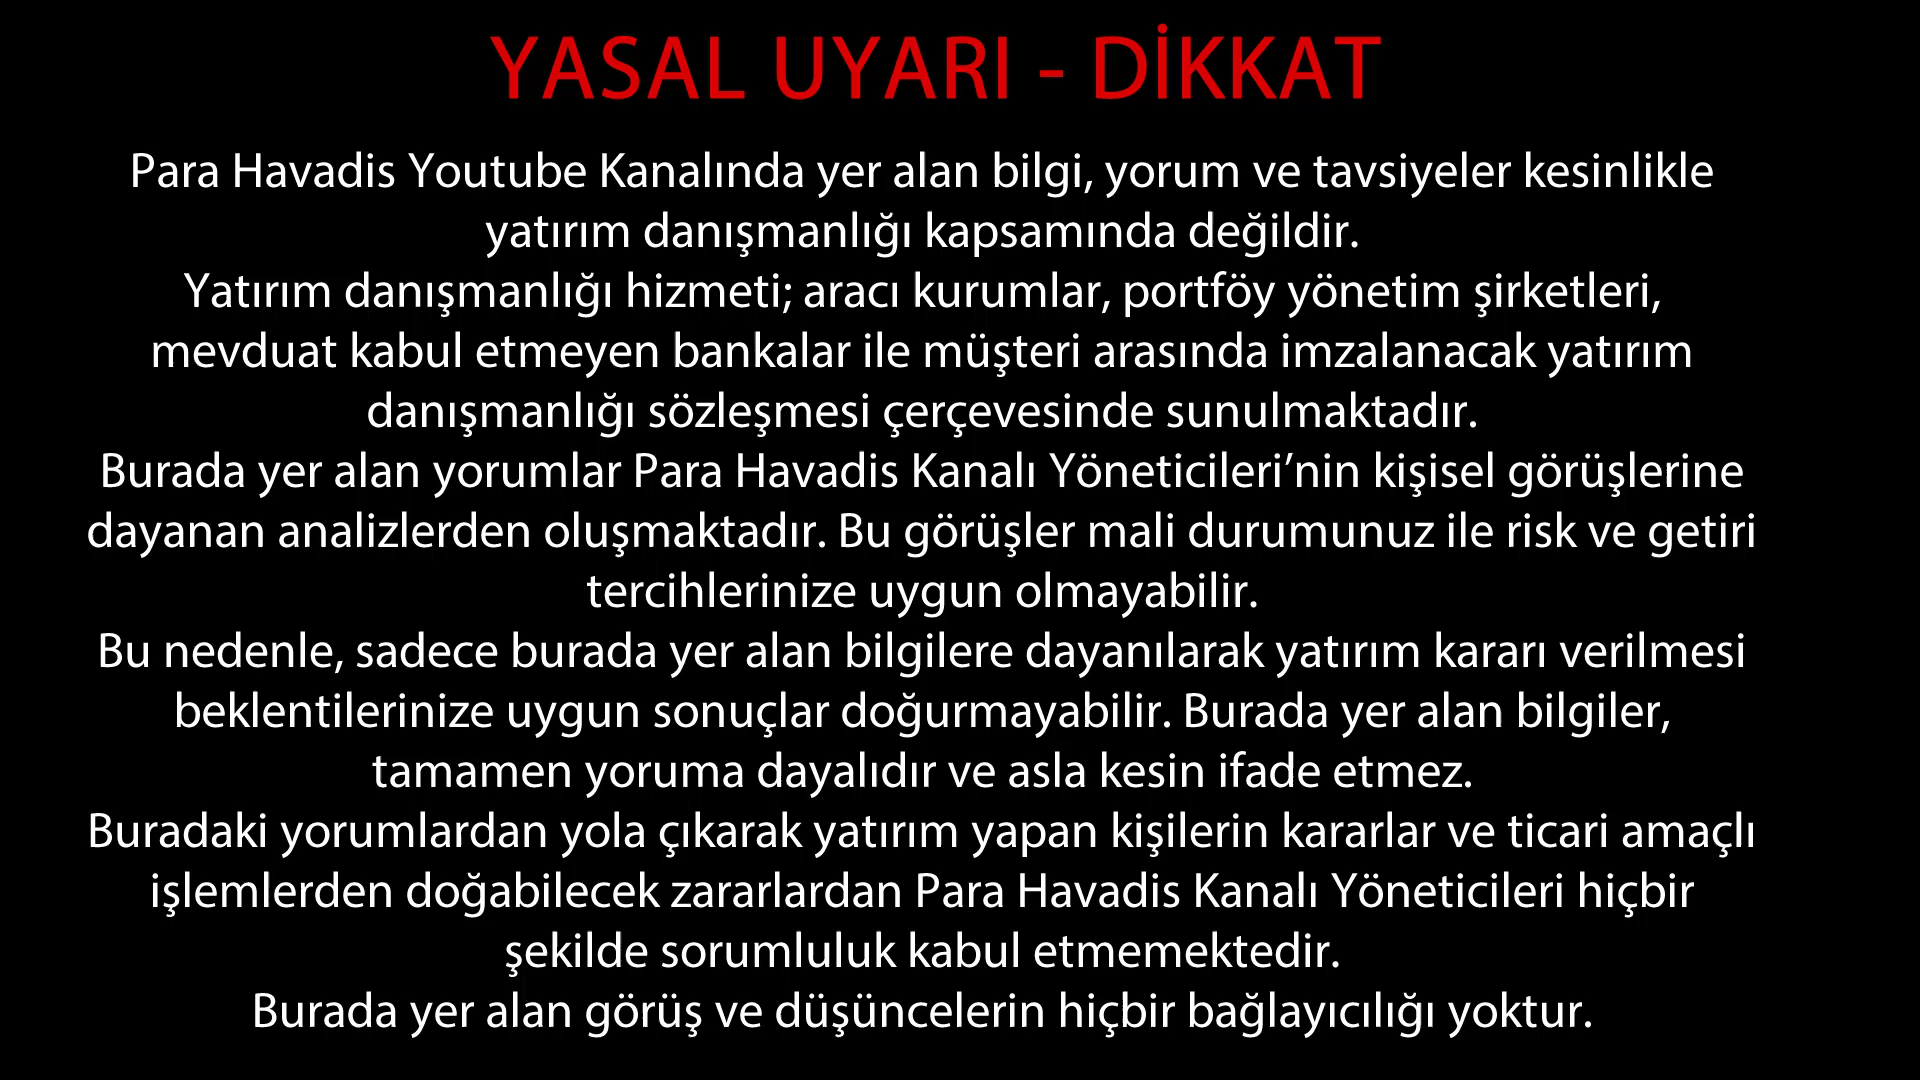 YASAL UYARI - DİKKAT
Para Havadis Youtube Kanalında yer alan bilgi, yorum ve tavsiyeler kesinlikle
yatırım danışmanlığı kapsamında değildir.
Yatırım danışmanlığı hizmeti; aracı kurumlar, portföy yönetim şirketleri,
mevduat kabul etmeyen bankalar ile müşteri arasında imzalanacak yatırım
danışmanlığı sözleşmesi çerçevesinde sunulmaktadır.
Burada yer alan yorumlar Para Havadis Kanalı Yöneticileri’nin kişisel görüşlerine
dayanan analizlerden oluşmaktadır. Bu görüşler mali durumunuz ile risk ve getiri
tercihlerinize uygun olmayabilir.
Bu nedenle, sadece burada yer alan bilgilere dayanılarak yatırım kararı verilmesi
beklentilerinize uygun sonuçlar doğurmayabilir. Burada yer alan bilgiler,
tamamen yoruma dayalıdır ve asla kesin ifade etmez.
Buradaki yorumlardan yola çıkarak yatırım yapan kişilerin kararlar ve ticari amaçlı
işlemlerden doğabilecek zararlardan Para Havadis Kanalı Yöneticileri hiçbir
şekilde sorumluluk kabul etmemektedir.
Burada yer alan görüş ve düşüncelerin hiçbir bağlayıcılığı yoktur.